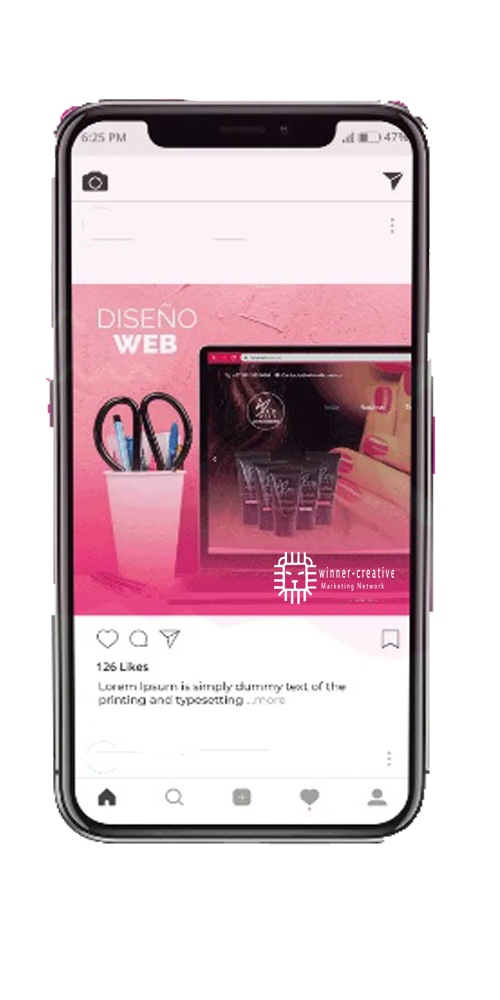 6:25 PM
47%
DISEÑO
WEB
winner-creative
Marketing Network
126 Likes
Lorem Ipsum is simply dummy text of the
printing and typesetting ...more